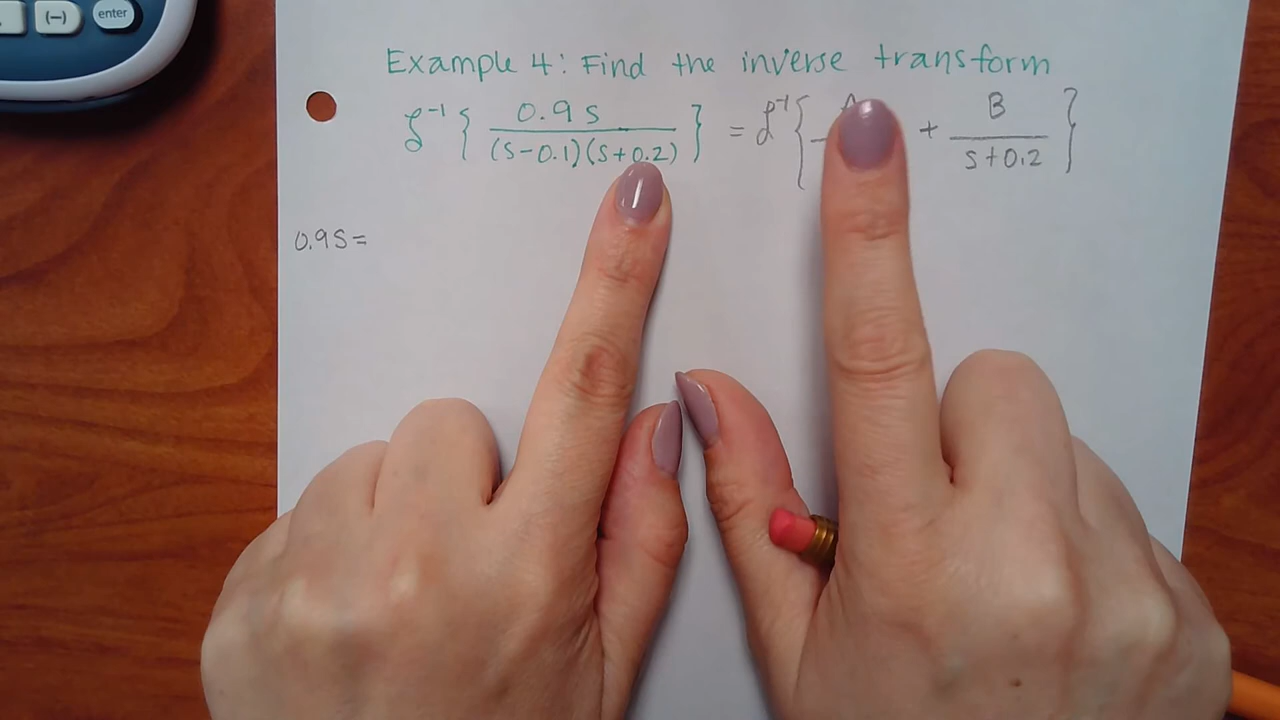 (-) enter
Example 4: Find the inverse transform
ℒ⁻¹{ 0.9s / (s-0.1)(s+0.2) } = ℒ⁻¹{ + B / s+0.2 }
0.9s=